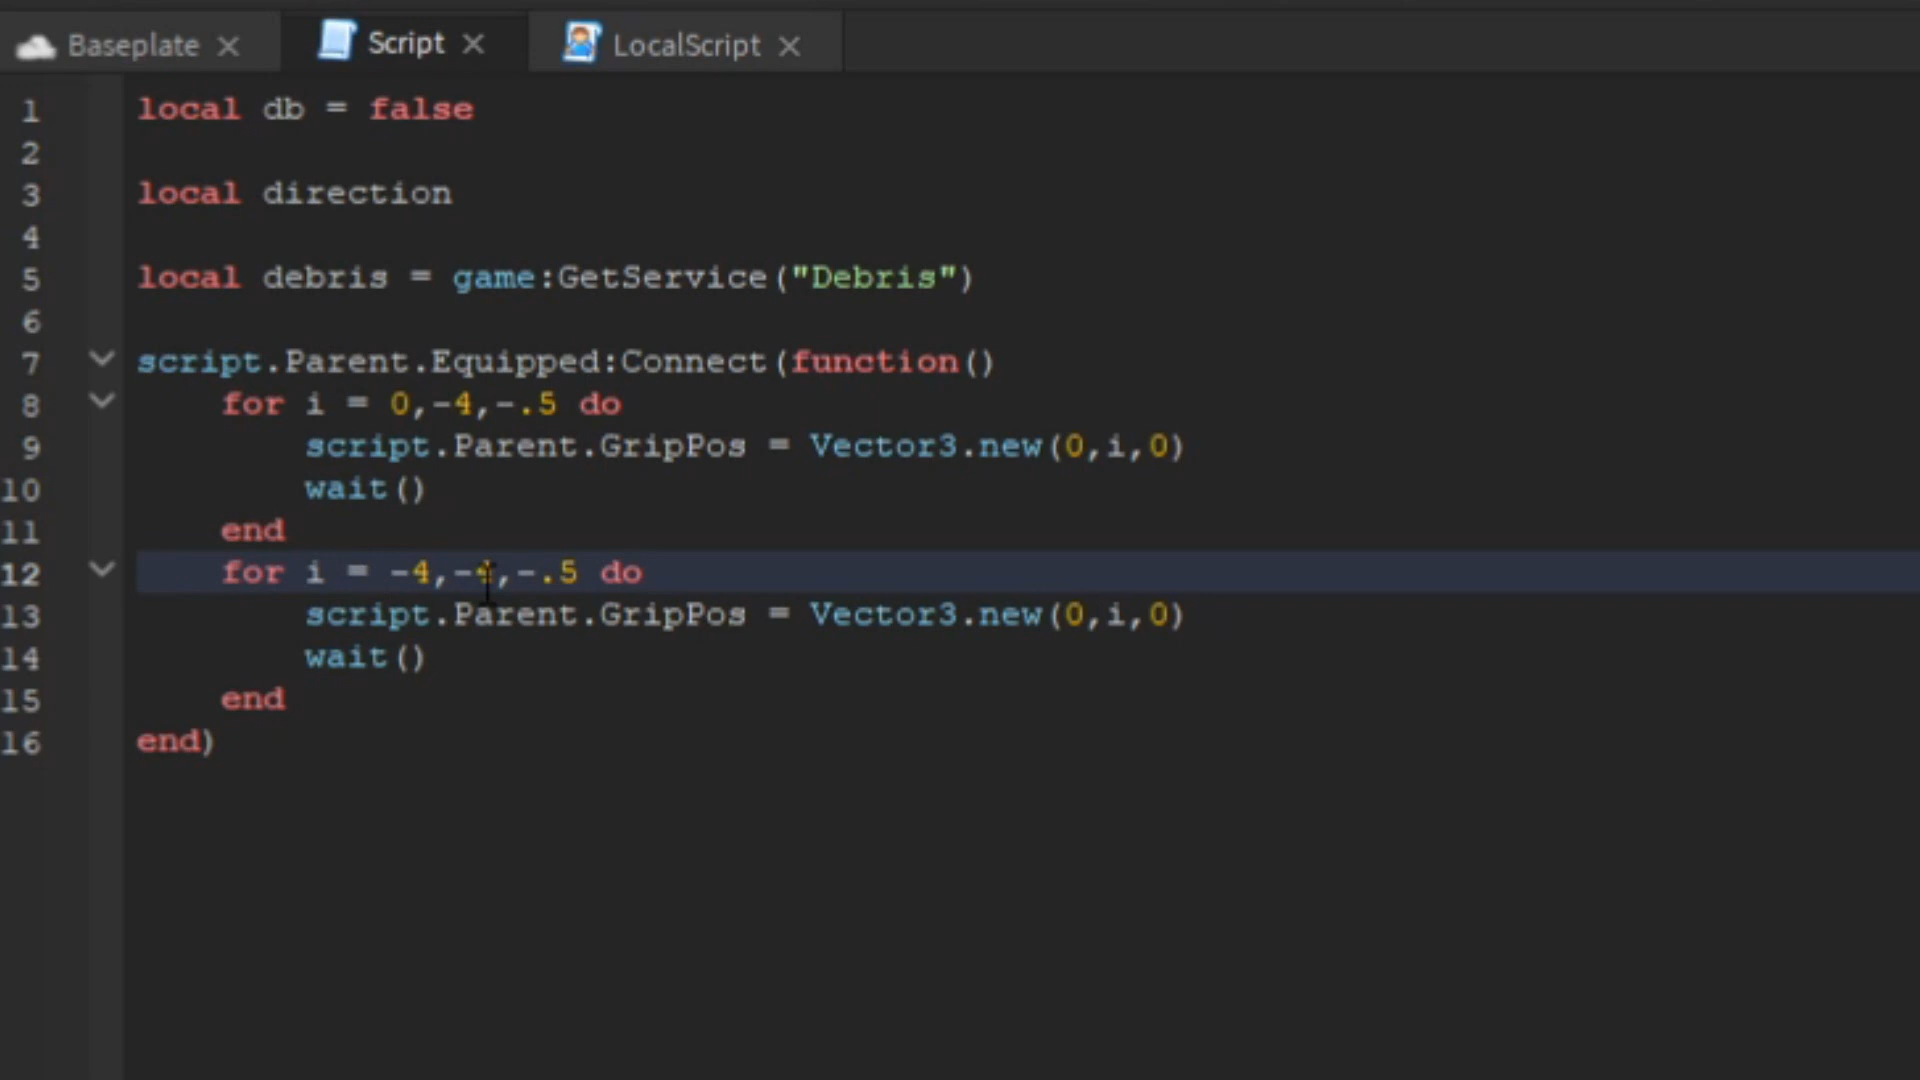 Baseplate Script LocalScript
1 local db = false
2
3 local direction
4
5 local debris = game:GetService("Debris")
6
7 script.Parent.Equipped:Connect(function()
8 for i = 0,-4,-.5 do
9 script.Parent.GripPos = Vector3.new(0,i,0)
10 wait()
11 end
12 for i = -4,-4,-.5 do
13 script.Parent.GripPos = Vector3.new(0,i,0)
14 wait()
15 end
16 end)